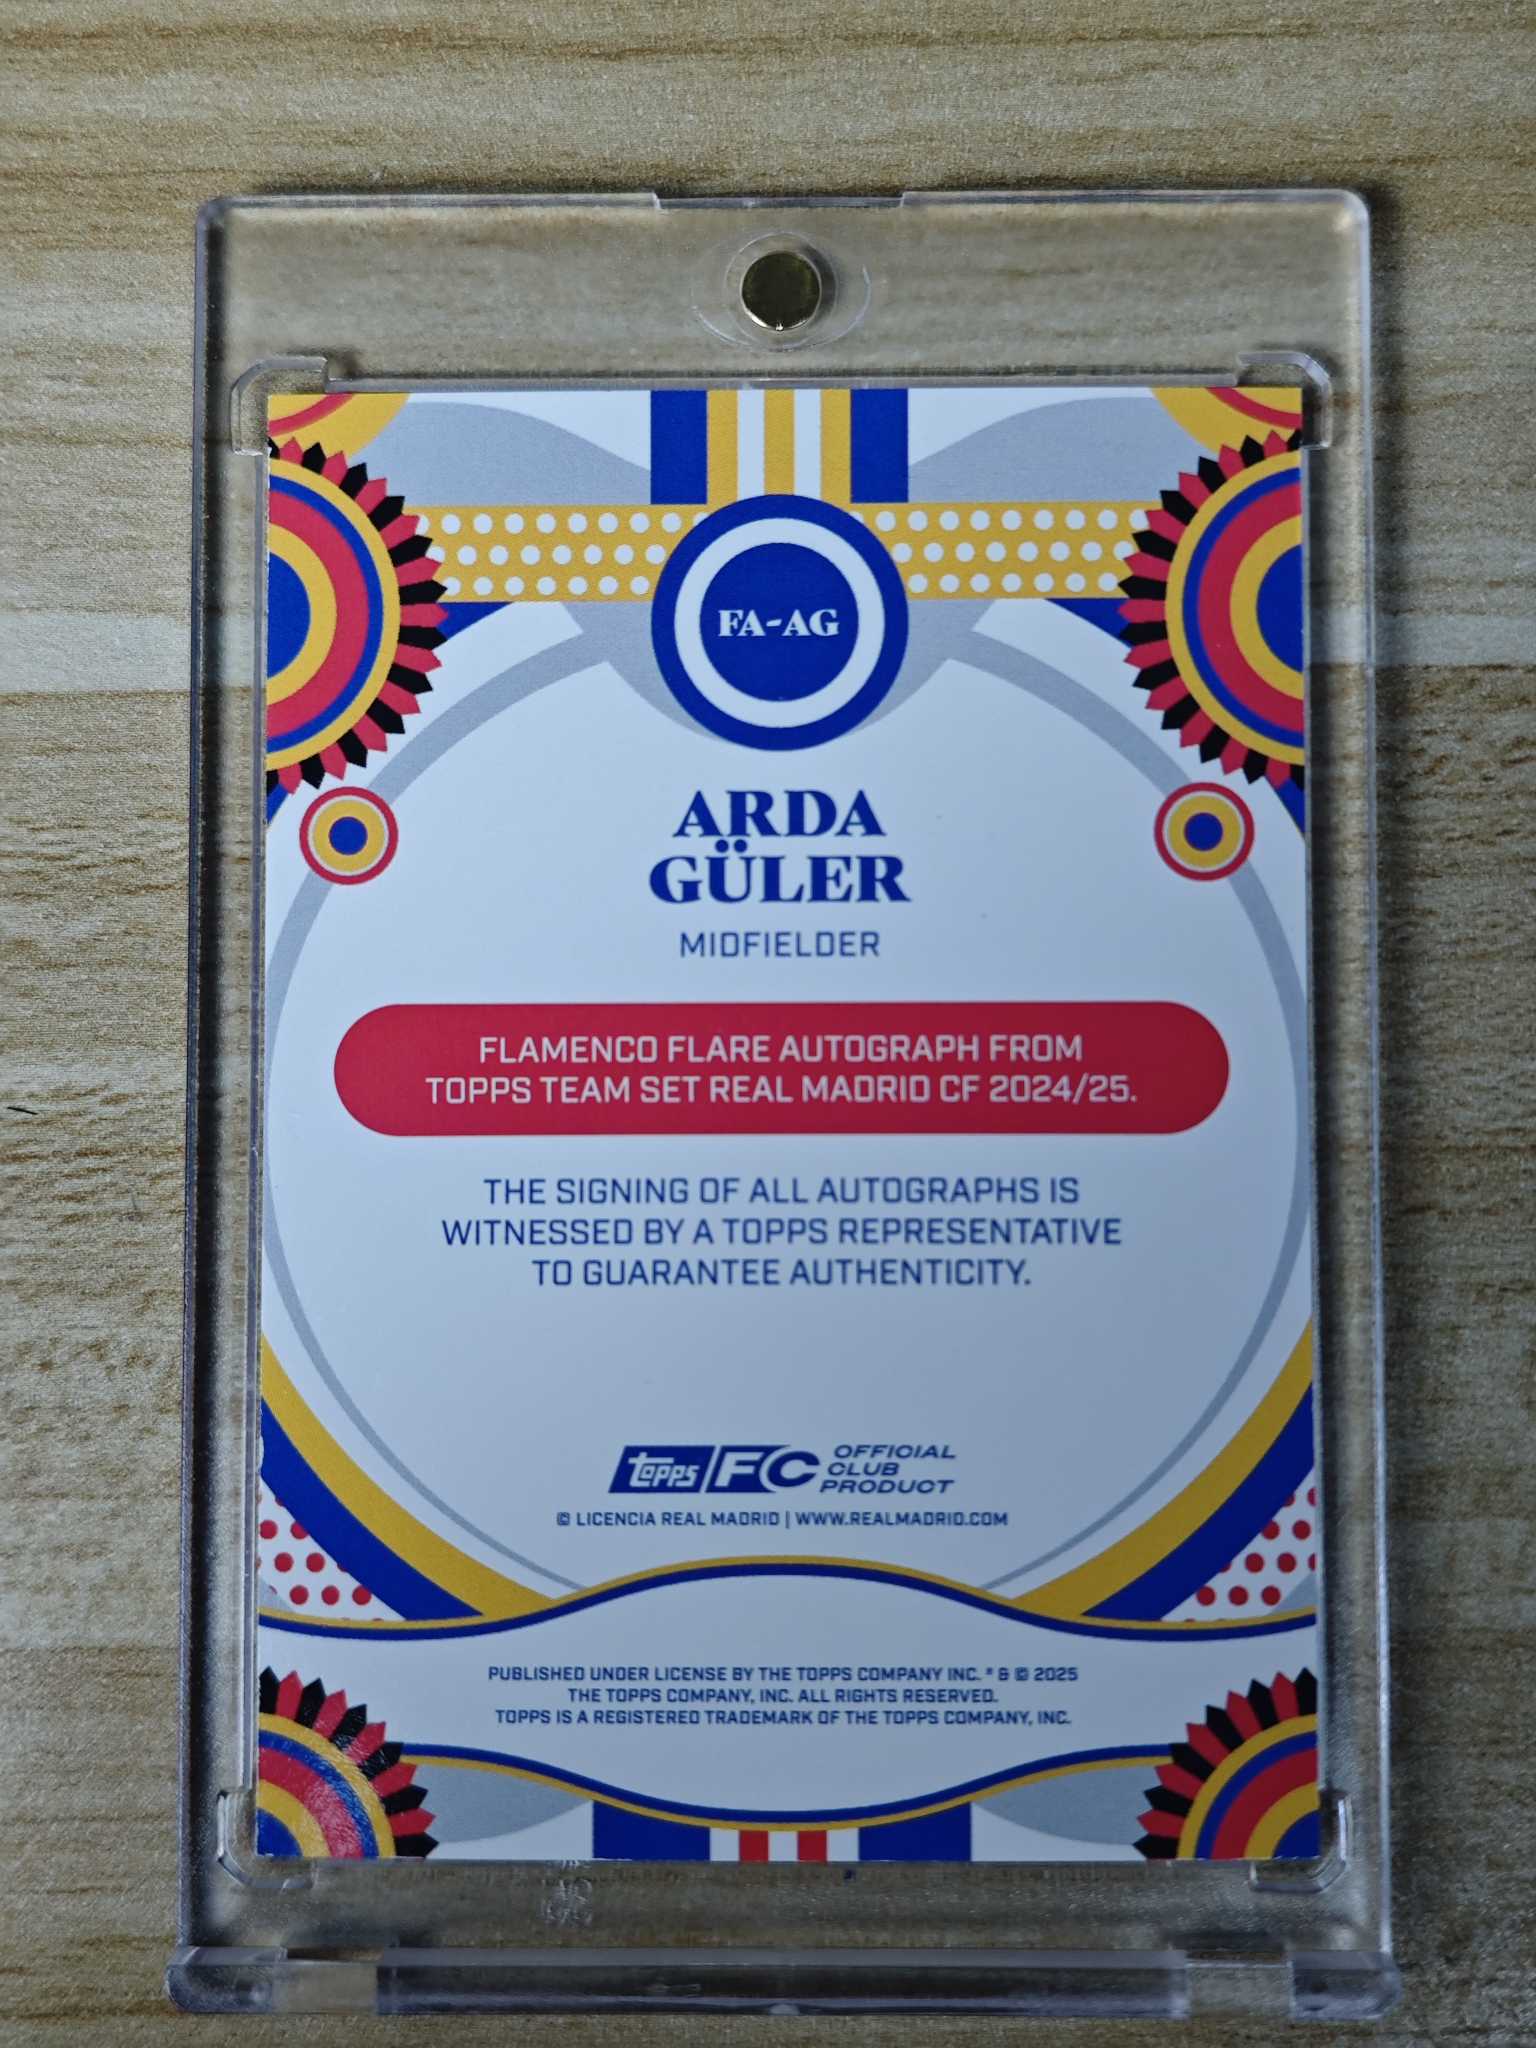 FA-AG
ARDA
GÜLER
MIDFIELDER
FLAMENCO FLARE AUTOGRAPH FROM
TOPPS TEAM SET REAL MADRID CF 2024/25.
THE SIGNING OF ALL AUTOGRAPHS IS
WITNESSED BY A TOPPS REPRESENTATIVE
TO GUARANTEE AUTHENTICITY.
topps FC OFFICIAL
CLUB
PRODUCT
© LICENCIA REAL MADRID | WWW.REALMADRID.COM
PUBLISHED UNDER LICENSE BY THE TOPPS COMPANY INC. ® & © 2025
THE TOPPS COMPANY, INC. ALL RIGHTS RESERVED.
TOPPS IS A REGISTERED TRADEMARK OF THE TOPPS COMPANY, INC.